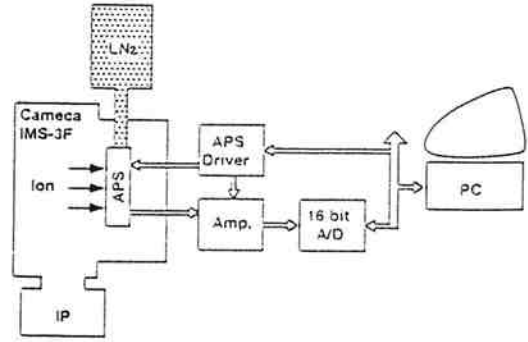 LN2
Cameca
IMS-3F
Ion
APS
APS
Driver
Amp.
16 bit
A/D
PC
IP